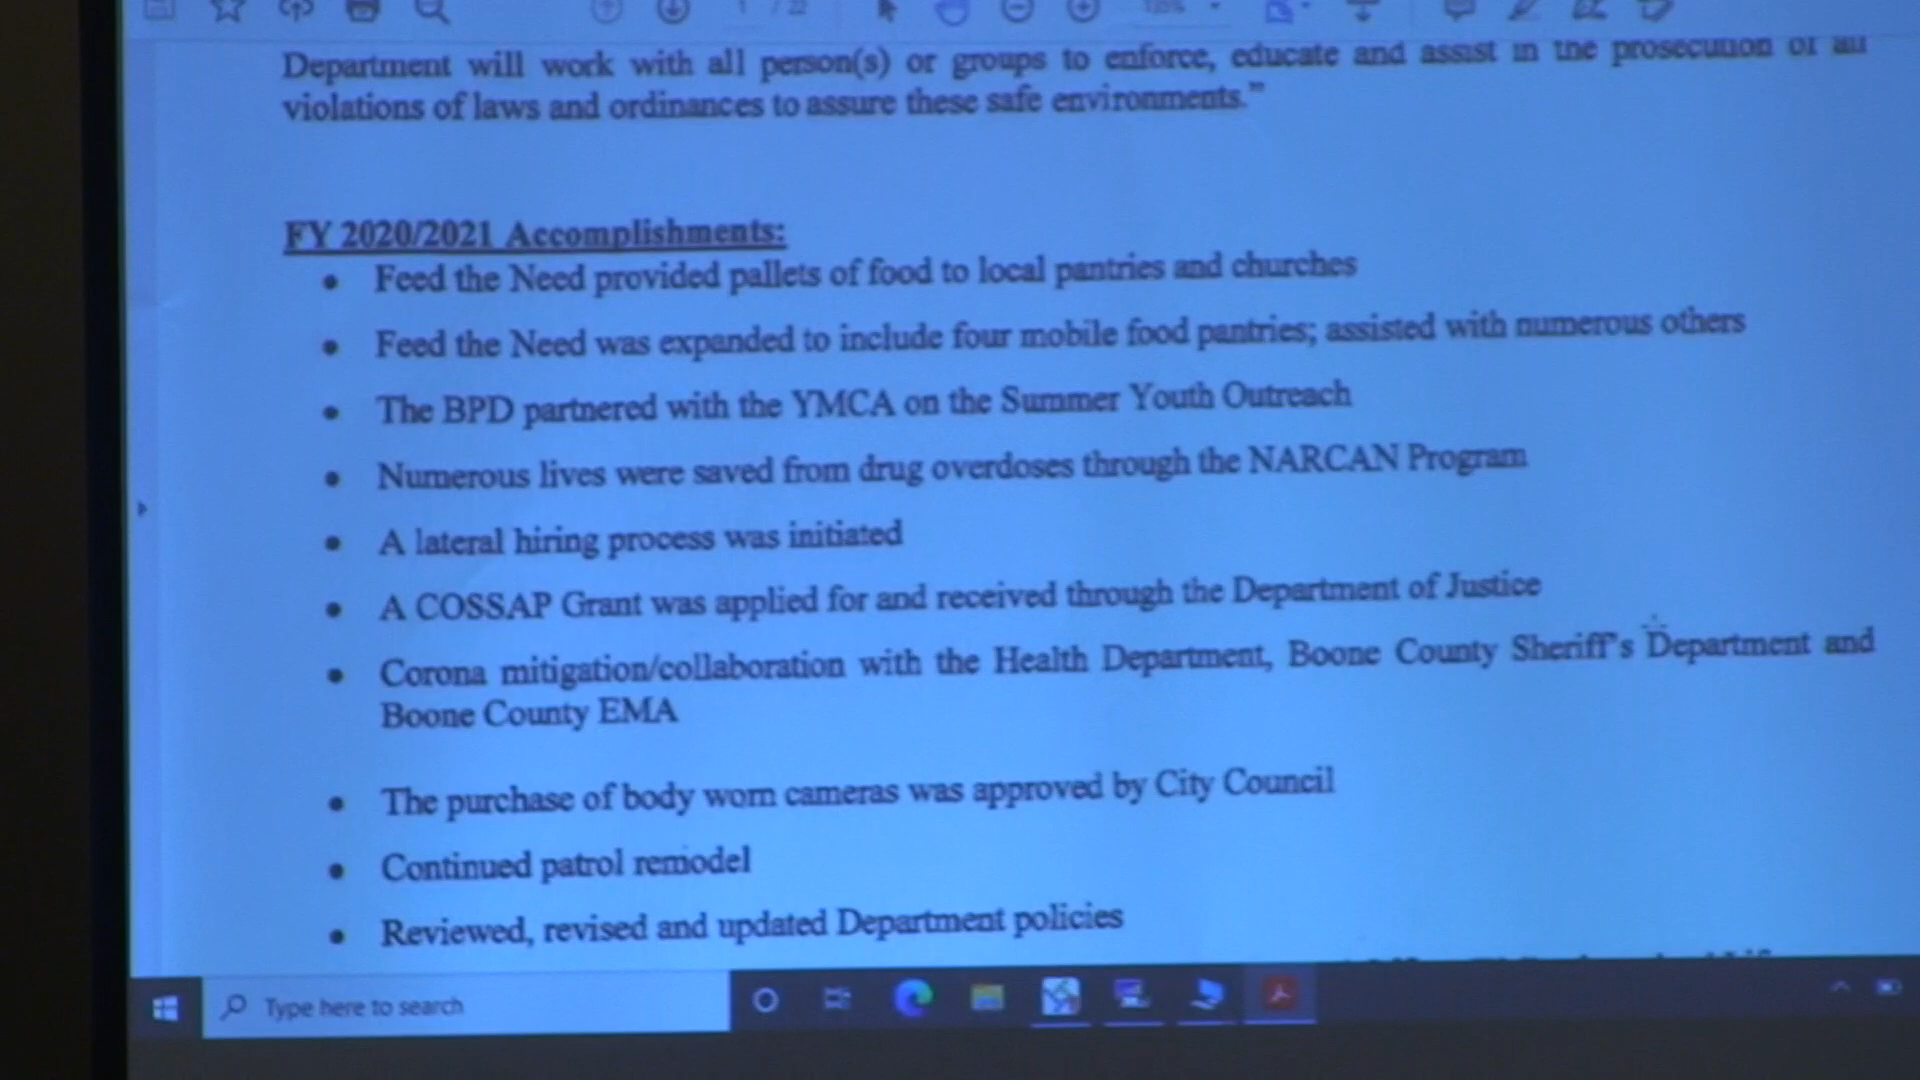 Department will work with all person(s) or groups to enforce, educate and assist in the prosecution of all
violations of laws and ordinances to assure these safe environments.”
FY 2020/2021 Accomplishments:
• Feed the Need provided pallets of food to local pantries and churches
• Feed the Need was expanded to include four mobile food pantries; assisted with numerous others
• The BPD partnered with the YMCA on the Summer Youth Outreach
• Numerous lives were saved from drug overdoses through the NARCAN Program
• A lateral hiring process was initiated
• A COSSAP Grant was applied for and received through the Department of Justice
• Corona mitigation/collaboration with the Health Department, Boone County Sheriff's Department and
Boone County EMA
• The purchase of body worn cameras was approved by City Council
• Continued patrol remodel
• Reviewed, revised and updated Department policies
Type here to search